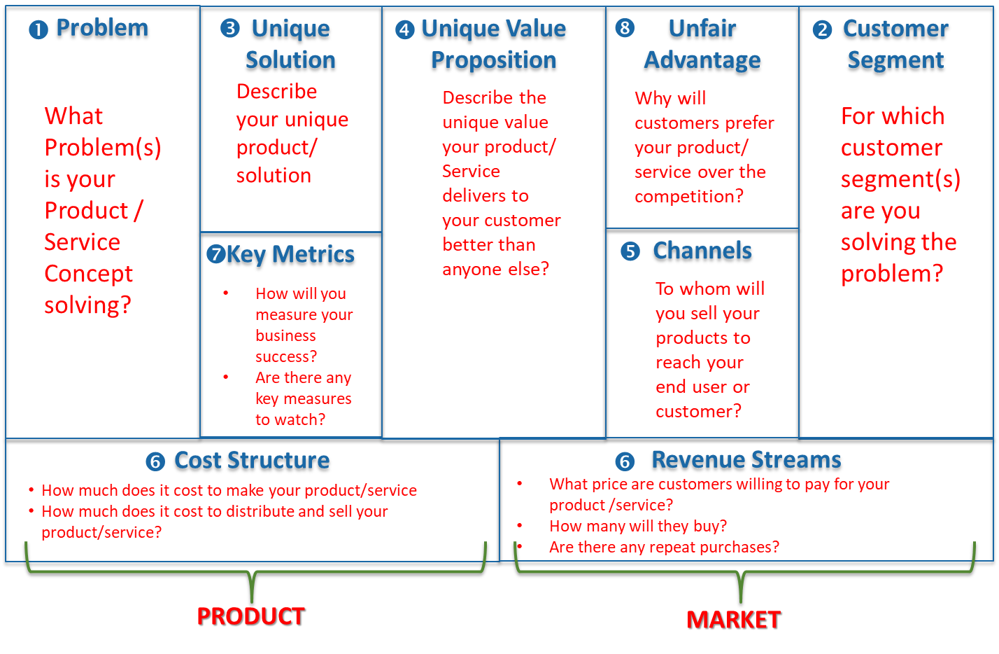 ❶ Problem
What
Problem(s)
is your
Product /
Service
Concept
solving?
❸ Unique
Solution
Describe
your unique
product/
solution
❼Key Metrics
• How will you
measure your
business
success?
• Are there any
key measures
to watch?
❹ Unique Value
Proposition
Describe the
unique value
your product/
Service
delivers to
your customer
better than
anyone else?
❽ Unfair
Advantage
Why will
customers prefer
your product/
service over the
competition?
❺ Channels
To whom will
you sell your
products to
reach your
end user or
customer?
❷ Customer
Segment
For which
customer
segment(s)
are you
solving the
problem?
❻ Cost Structure
• How much does it cost to make your product/service
• How much does it cost to distribute and sell your
product/service?
❻ Revenue Streams
• What price are customers willing to pay for your
product /service?
• How many will they buy?
• Are there any repeat purchases?
PRODUCT
MARKET